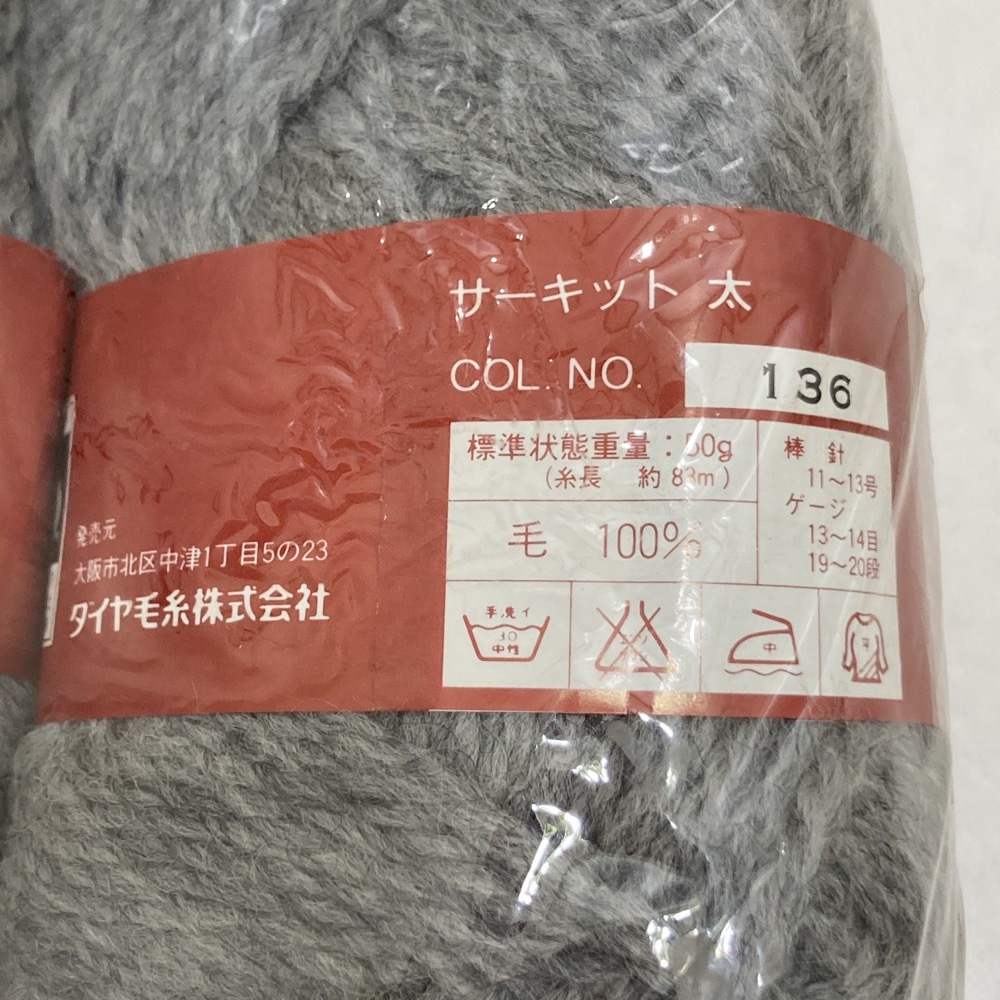 サーキット 太
COL. NO. 136
標準状態重量：50g
(糸長 約83m)
毛 100%
棒針
11〜13号
ゲージ
13〜14目
19〜20段
手洗イ
30
中性
中
発売元
大阪市北区中津1丁目5の23
ダイヤ毛糸株式会社